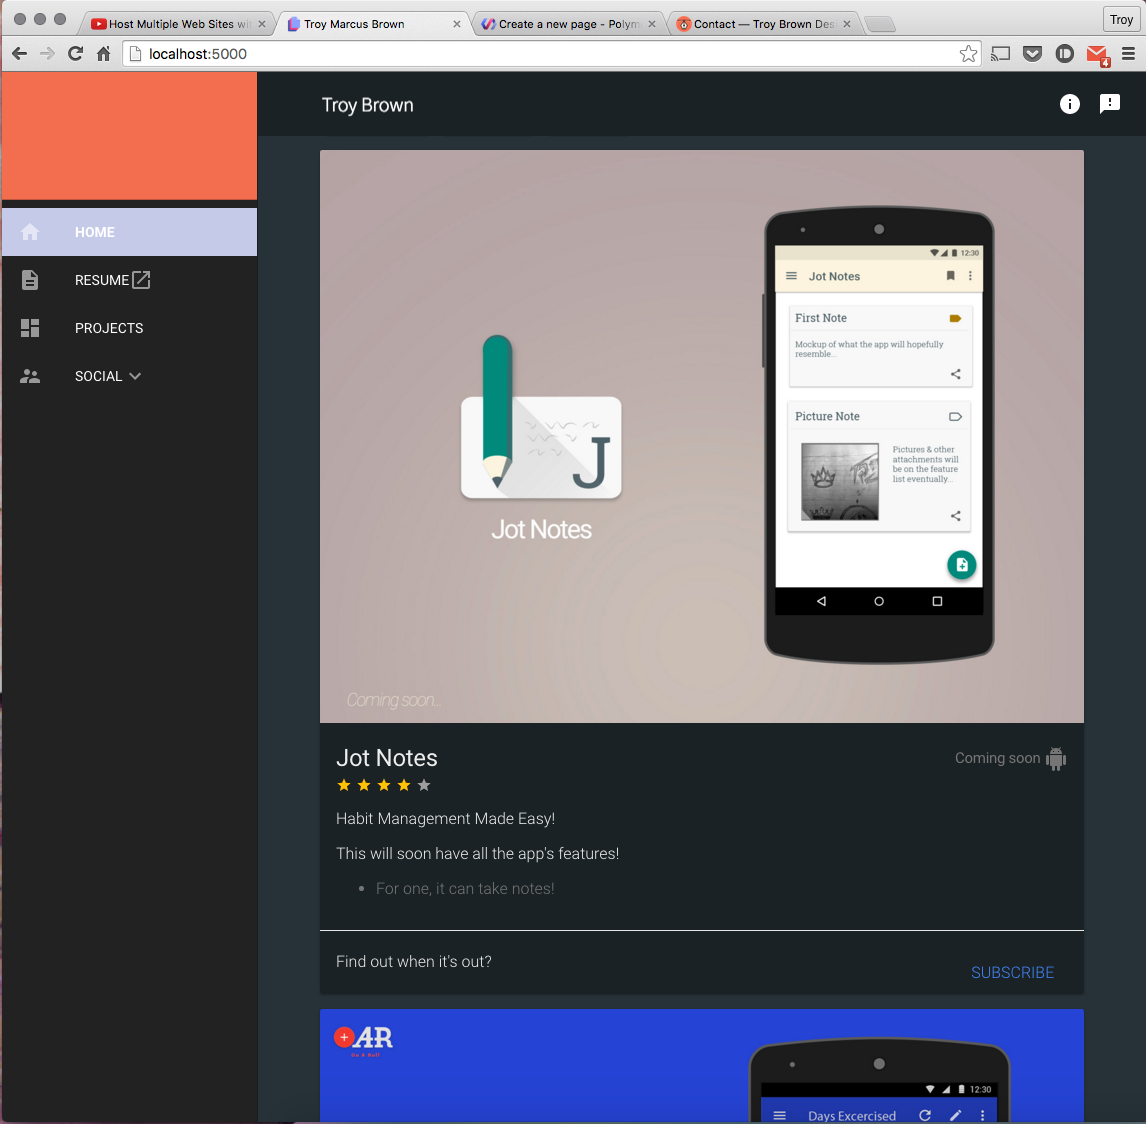 Host Multiple Web Sites wi
Troy Marcus Brown
Create a new page - Polym
Contact — Troy Brown Des
Troy
localhost:5000
4
Troy Brown
HOME
RESUME
PROJECTS
SOCIAL
12:30
Jot Notes
First Note
Mockup of what the app will hopefully
resemble...
Picture Note
Pictures & other
attachments will
be on the feature
list eventually...
J
Jot Notes
Coming soon...
Jot Notes
Coming soon
Habit Management Made Easy!
This will soon have all the app's features!
• For one, it can take notes!
Find out when it's out?
SUBSCRIBE
AR
Do A Roll!
12:30
Days Excercised